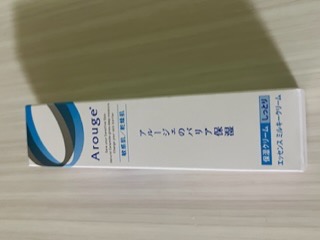 Arouge
敏感肌/乾燥肌
アルージェのバリア保湿
保湿クリーム しっとり
エッセンス ミルキークリーム